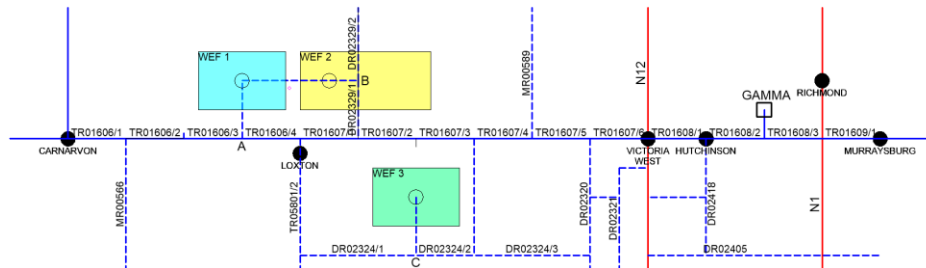 WEF 1
WEF 2
DR02329/2
MR00589
N12
RICHMOND
GAMMA
B
DR02329/1
TR01606/1
TR01606/2
TR01606/3
TR01606/4
TR01607/1
TR01607/2
TR01607/3
TR01607/4
TR01607/5
TR01607/6
TR01608/1
TR01608/2
TR01608/3
TR01609/1
CARNARVON
A
LOXTON
VICTORIA
WEST
HUTCHINSON
MURRAYSBURG
WEF 3
MR00566
TR05801/2
DR02320
DR02321
DR02418
N1
DR02324/1
DR02324/2
DR02324/3
DR02405
C